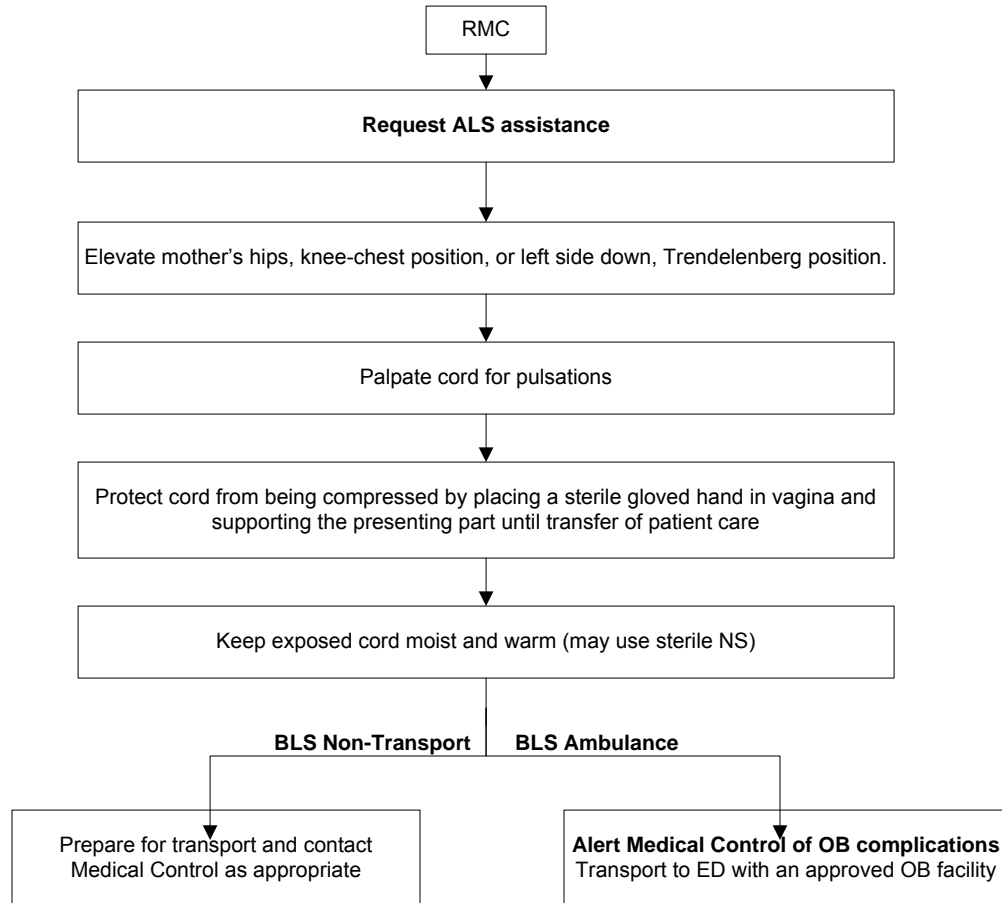 RMC
Request ALS assistance
Elevate mother’s hips, knee-chest position, or left side down, Trendelenberg position.
Palpate cord for pulsations
Protect cord from being compressed by placing a sterile gloved hand in vagina and
supporting the presenting part until transfer of patient care
Keep exposed cord moist and warm (may use sterile NS)
BLS Non-Transport
BLS Ambulance
Prepare for transport and contact
Medical Control as appropriate
Alert Medical Control of OB complications
Transport to ED with an approved OB facility